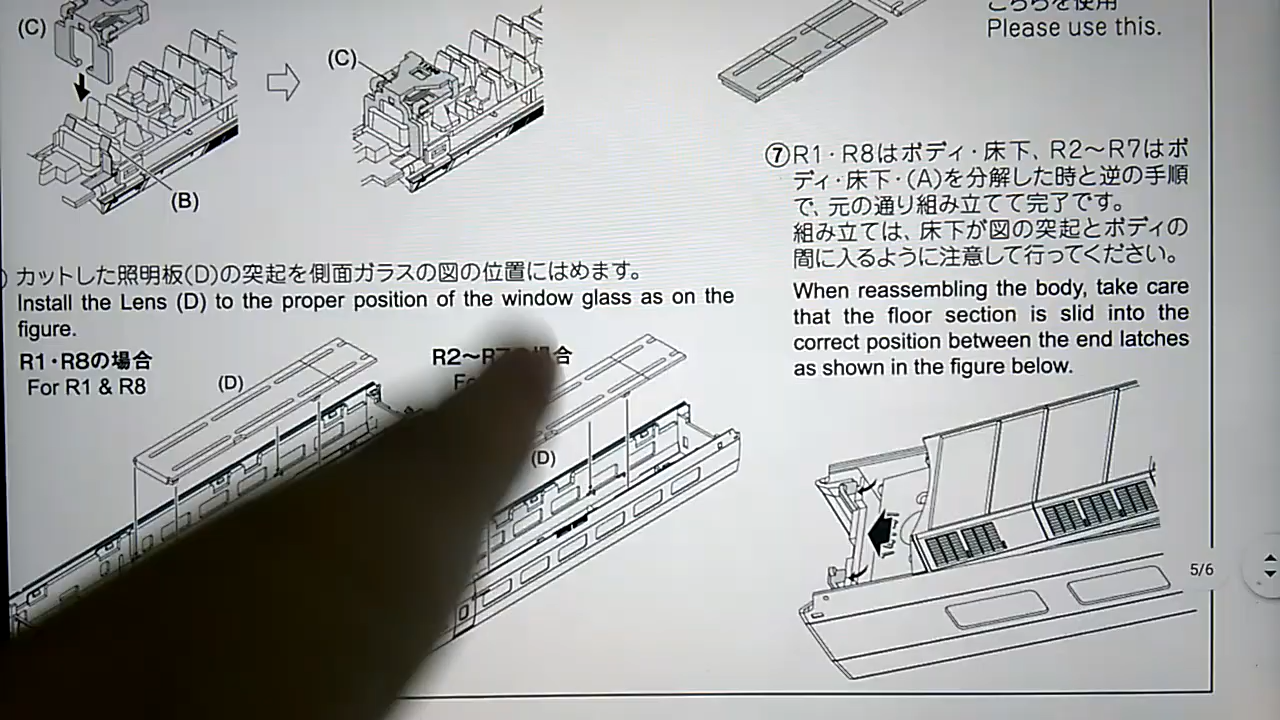 (C)
(C)
(B)
カットした照明板(D)の突起を側面ガラスの図の位置にはめます。
Install the Lens (D) to the proper position of the window glass as on the
figure.
R1・R8の場合
For R1 & R8
(D)
R2〜R7の場合
(D)
こちらを使用
Please use this.
⑦R1・R8はボディ・床下、R2〜R7はボ
ディ・床下・(A)を分解した時と逆の手順
で、元の通り組み立てて完了です。
組み立ては、床下が図の突起とボディの
間に入るように注意して行ってください。
When reassembling the body, take care
that the floor section is slid into the
correct position between the end latches
as shown in the figure below.
5/6